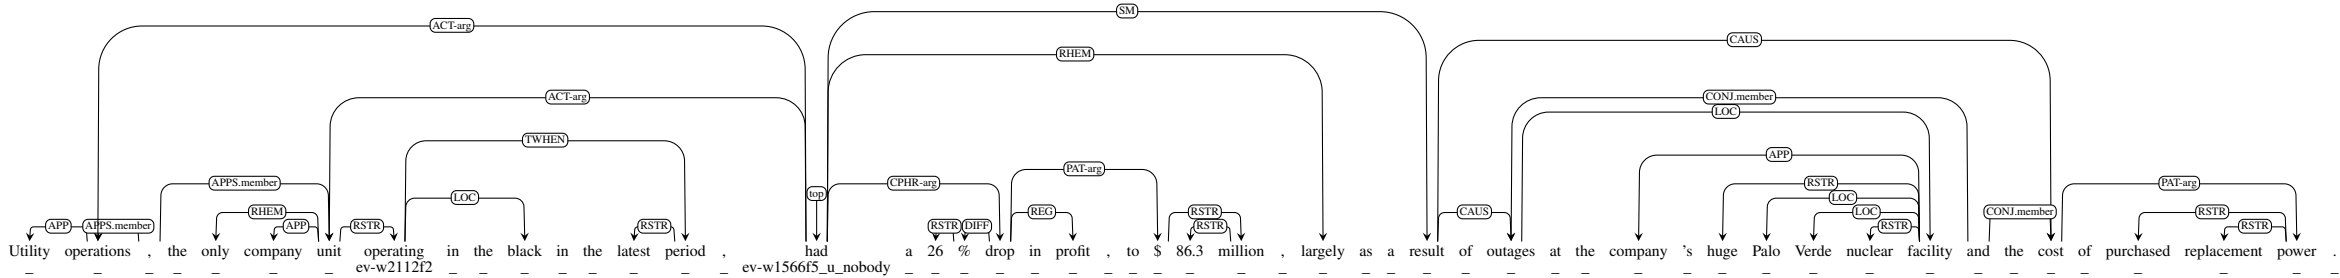 SM
ACT-arg
CAUS
RHEM
ACT-arg CONJ.member
LOC
TWHEN
APP
PAT-arg
APPS.member top CPHR-arg RSTR PAT-arg
LOC LOC
RHEM REG RSTR CAUS LOC CONJ.member RSTR
APP APPS.member APP RSTR RSTR RSTR DIFF RSTR RSTR RSTR
Utility operations , the only company unit operating in the black in the latest period , had a 26 % drop in profit , to $ 86.3 million , largely as a result of outages at the company 's huge Palo Verde nuclear facility and the cost of purchased replacement power .
_ _ _ _ _ _ _ ev-w2112f2 _ _ _ _ _ _ _ _ ev-w1566f5_u_nobody _ _ _ _ _ _ _ _ _ _ _ _ _ _ _ _ _ _ _ _ _ _ _ _ _ _ _ _ _ _ _ _ _ _ _